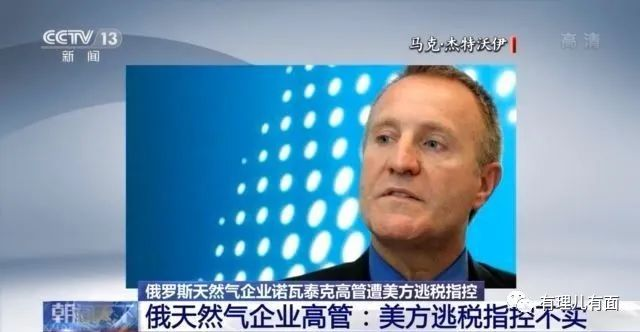 CCTV 13
新闻
马克·杰特沃伊
高清
俄罗斯天然气企业诺瓦泰克高管遭美方逃税指控
朝闻天下
俄天然气企业高管：美方逃税指控不实
有理儿有面